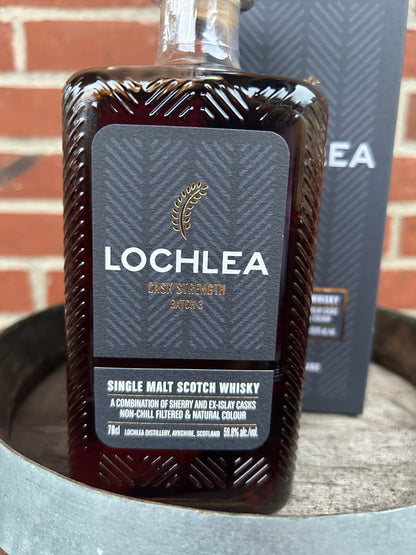 LOCHLEA
CASK STRENGTH
BATCH 3
SINGLE MALT SCOTCH WHISKY
A COMBINATION OF SHERRY AND EX-ISLAY CASKS
NON-CHILL FILTERED & NATURAL COLOUR
70cl LOCHLEA DISTILLERY, AYRSHIRE, SCOTLAND 59.8% alc./vol.
LEA
WHISKY